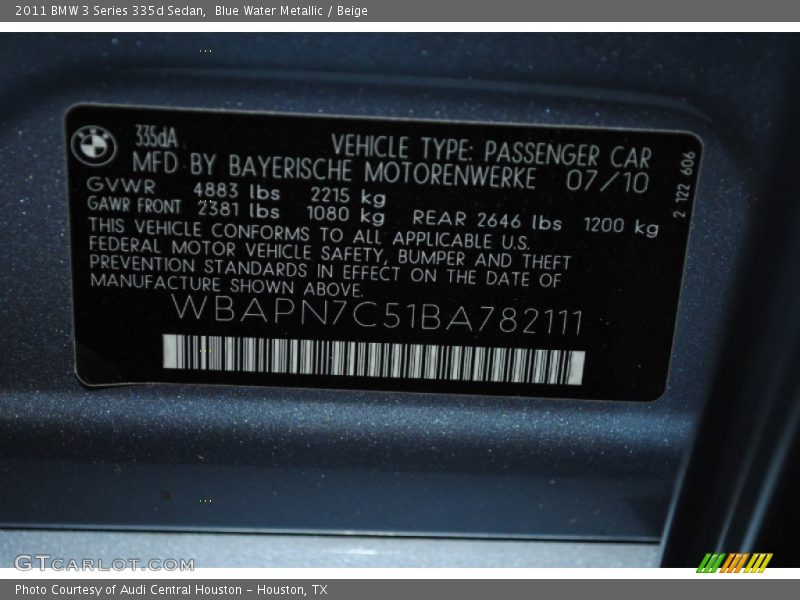 2011 BMW 3 Series 335d Sedan, Blue Water Metallic / Beige
BMW
335dA
VEHICLE TYPE: PASSENGER CAR
MFD BY BAYERISCHE MOTORENWERKE 07/10
GVWR 4883 lbs 2215 kg
GAWR FRONT 2381 lbs 1080 kg REAR 2646 lbs 1200 kg
THIS VEHICLE CONFORMS TO ALL APPLICABLE U.S.
FEDERAL MOTOR VEHICLE SAFETY, BUMPER AND THEFT
PREVENTION STANDARDS IN EFFECT ON THE DATE OF
MANUFACTURE SHOWN ABOVE.
WBAPN7C51BA782111
2 122 606
GTCARLOT.COM
Photo Courtesy of Audi Central Houston - Houston, TX